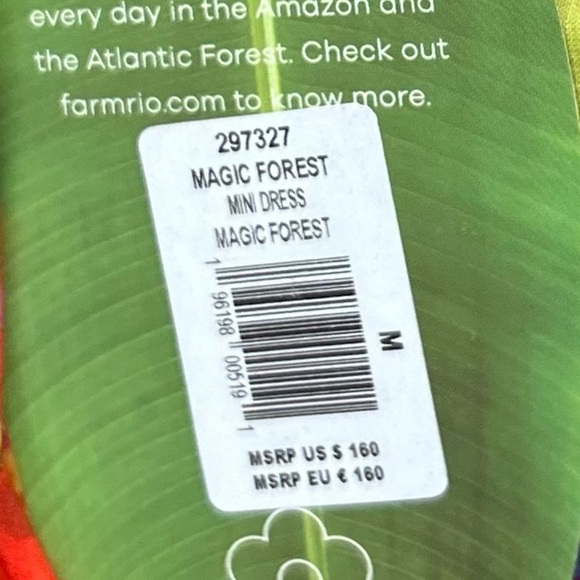 every day in the Amazon and
the Atlantic Forest. Check out
farmrio.com to know more.
297327
MAGIC FOREST
MINI DRESS
MAGIC FOREST
1 96198 00519 1
M
MSRP US $ 160
MSRP EU € 160